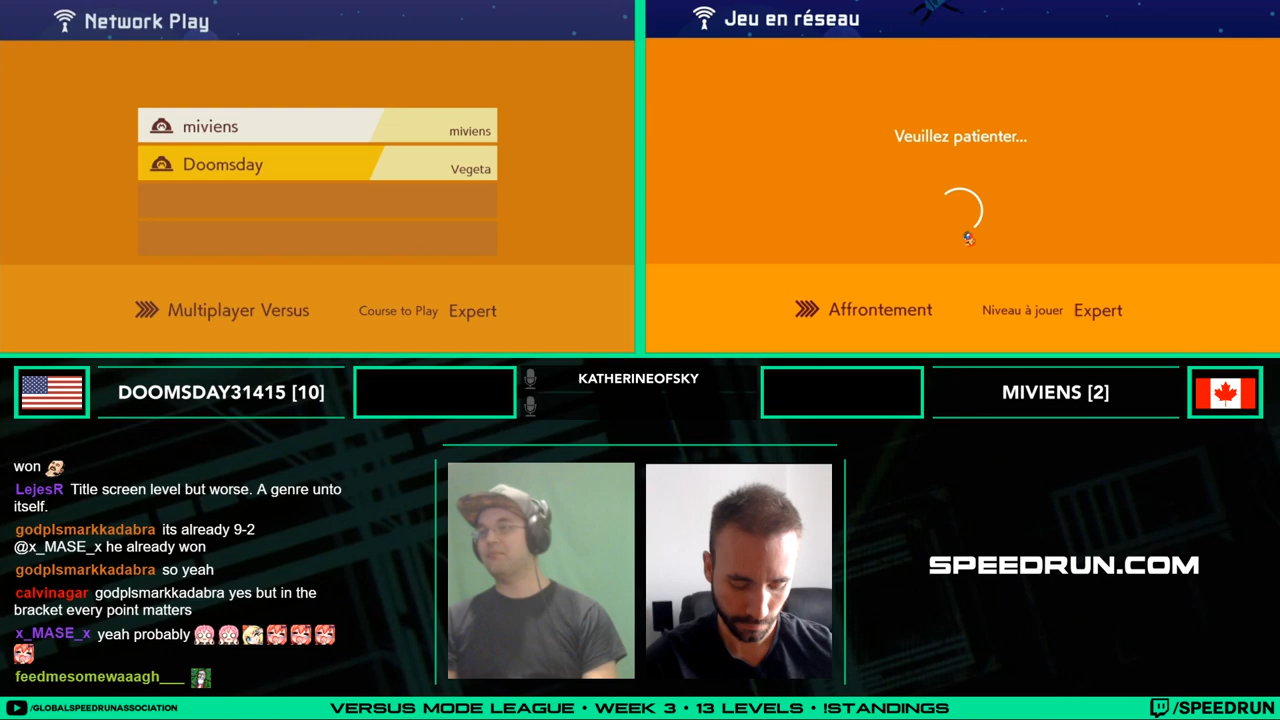 Network Play
miviens
miviens
Doomsday
Vegeta
Multiplayer Versus
Course to Play
Expert
Jeu en réseau
Veuillez patienter...
Affrontement
Niveau à jouer
Expert
DOOMSDAY31415 [10]
KATHERINEOFSKY
MIVIENS [2]
won
LejesR Title screen level but worse. A genre unto
itself.
godplsmarkkadabra its already 9-2
@x_MASE_x he already won
godplsmarkkadabra so yeah
calvinagar godplsmarkkadabra yes but in the
bracket every point matters
x_MASE_x yeah probably
feedmesomewaaagh___
SPEEDRUN.COM
/GLOBALSPEEDRUNASSOCIATION
VERSUS MODE LEAGUE • WEEK 3 • 13 LEVELS • !STANDINGS
/SPEEDRUN